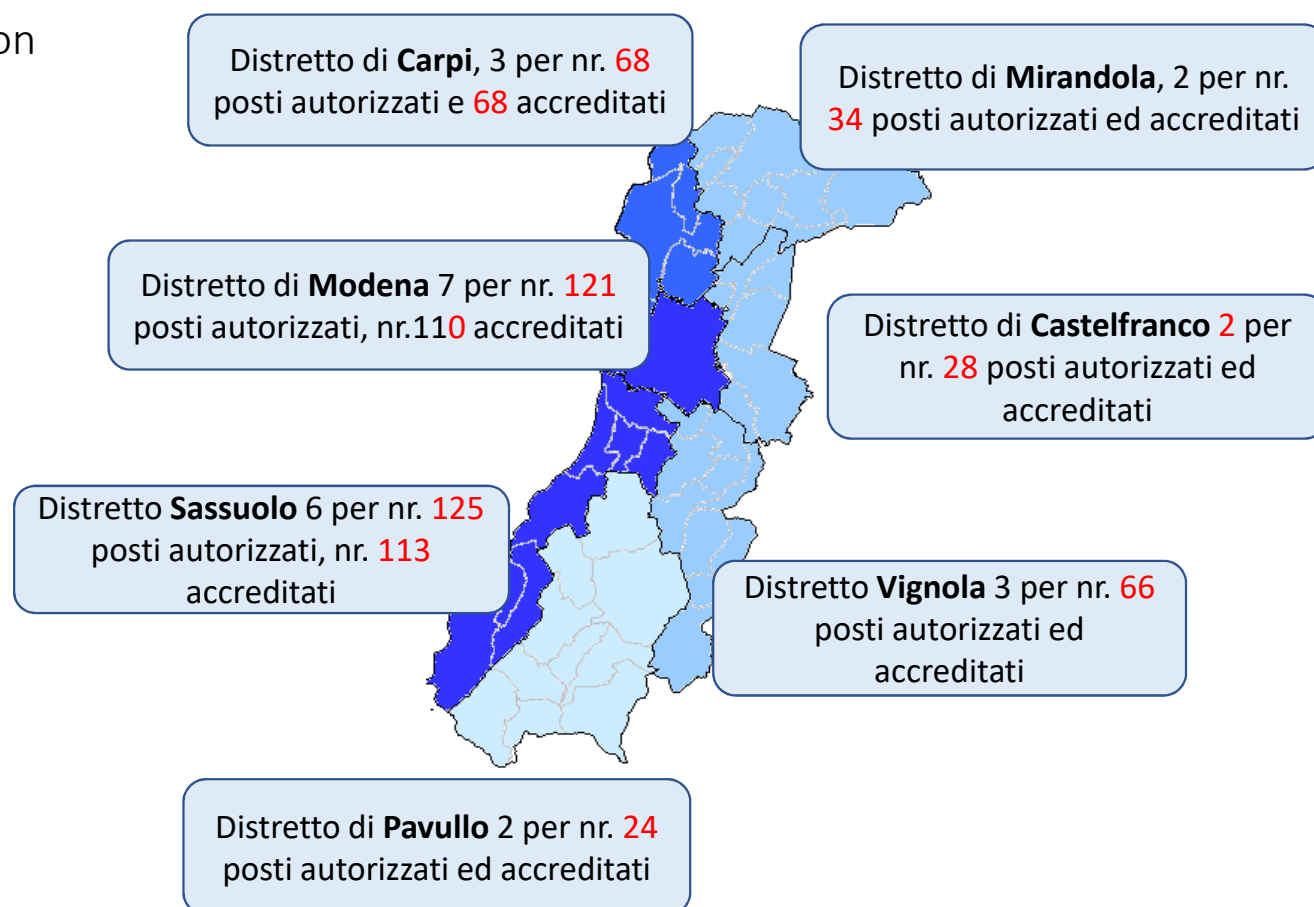 on
Distretto di Carpi, 3 per nr. 68
posti autorizzati e 68 accreditati
Distretto di Mirandola, 2 per nr.
34 posti autorizzati ed accreditati
Distretto di Modena 7 per nr. 121
posti autorizzati, nr.110 accreditati
Distretto di Castelfranco 2 per
nr. 28 posti autorizzati ed
accreditati
Distretto Sassuolo 6 per nr. 125
posti autorizzati, nr. 113
accreditati
Distretto Vignola 3 per nr. 66
posti autorizzati ed
accreditati
Distretto di Pavullo 2 per nr. 24
posti autorizzati ed accreditati